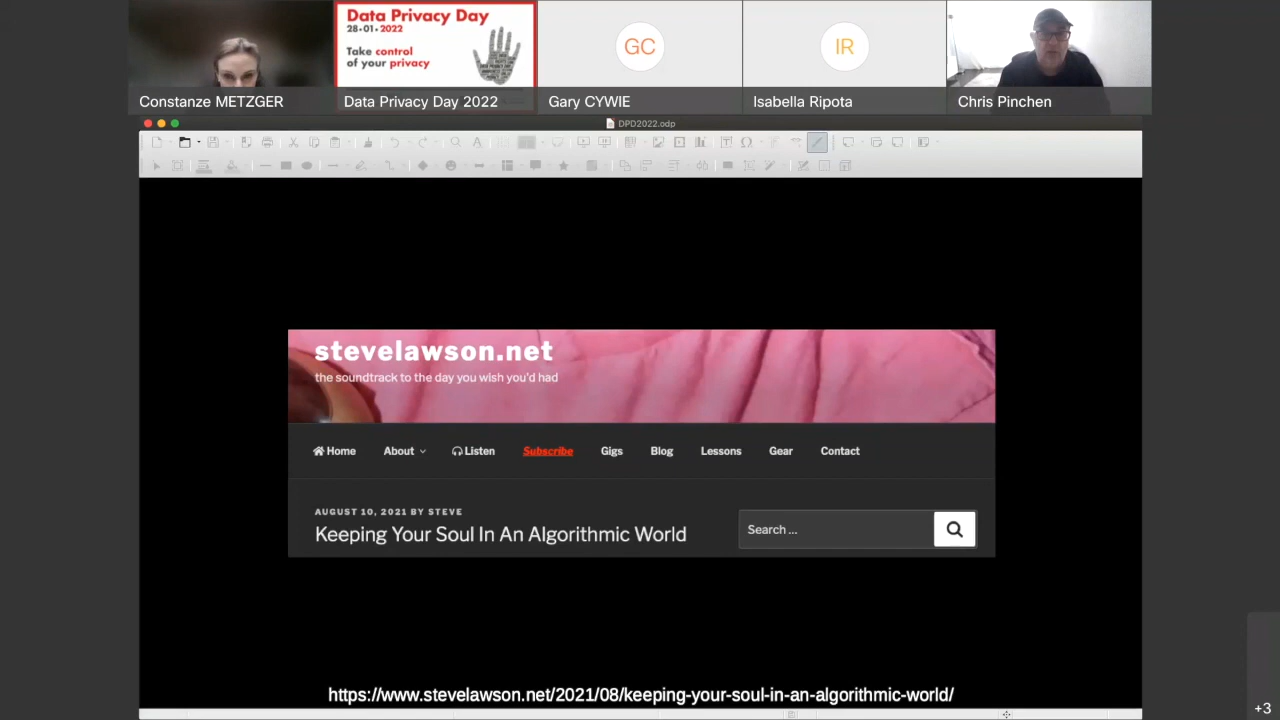 Data Privacy Day
28•01•2022
Take control
of your privacy
GC
IR
Constanze METZGER
Data Privacy Day 2022
Gary CYWIE
Isabella Ripota
Chris Pinchen
DPD2022.odp
stevelawson.net
the soundtrack to the day you wish you'd had
Home About Listen Subscribe Gigs Blog Lessons Gear Contact
AUGUST 10, 2021 BY STEVE
Keeping Your Soul In An Algorithmic World
Search ...
https://www.stevelawson.net/2021/08/keeping-your-soul-in-an-algorithmic-world/
+3